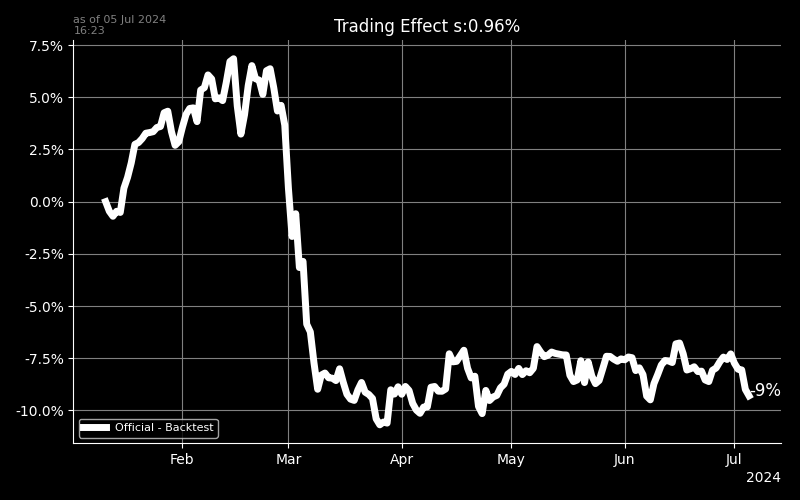 as of 05 Jul 2024
16:23
Trading Effect s:0.96%
7.5%
5.0%
2.5%
0.0%
-2.5%
-5.0%
-7.5%
-10.0%
-9%
Official - Backtest
Feb
Mar
Apr
May
Jun
Jul
2024